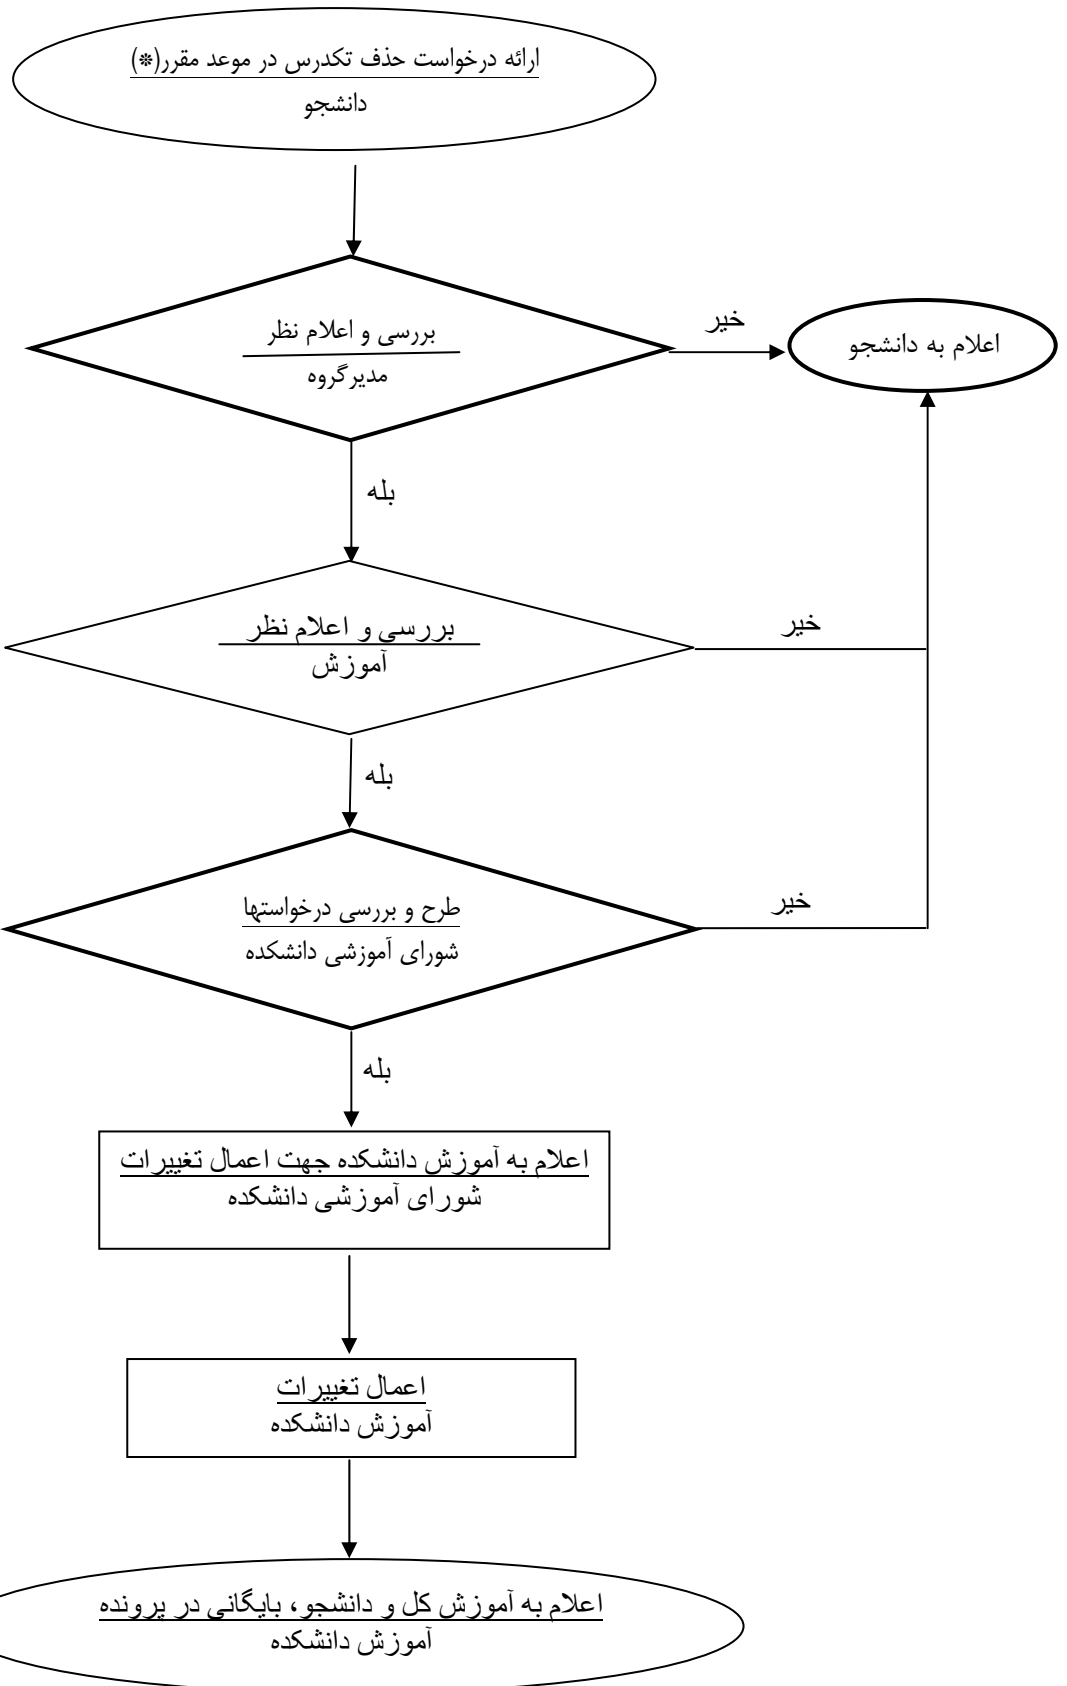 ارائه درخواست حذف تکدرس در موعد مقرر(*)
دانشجو
بررسی و اعلام نظر
مدیرگروه
خیر
اعلام به دانشجو
بله
بررسی و اعلام نظر
آموزش
خیر
بله
طرح و بررسی درخواستها
شورای آموزشی دانشکده
خیر
بله
اعلام به آموزش دانشکده جهت اعمال تغییرات
شورای آموزشی دانشکده
اعمال تغییرات
آموزش دانشکده
اعلام به آموزش کل و دانشجو، بایگانی در پرونده
آموزش دانشکده